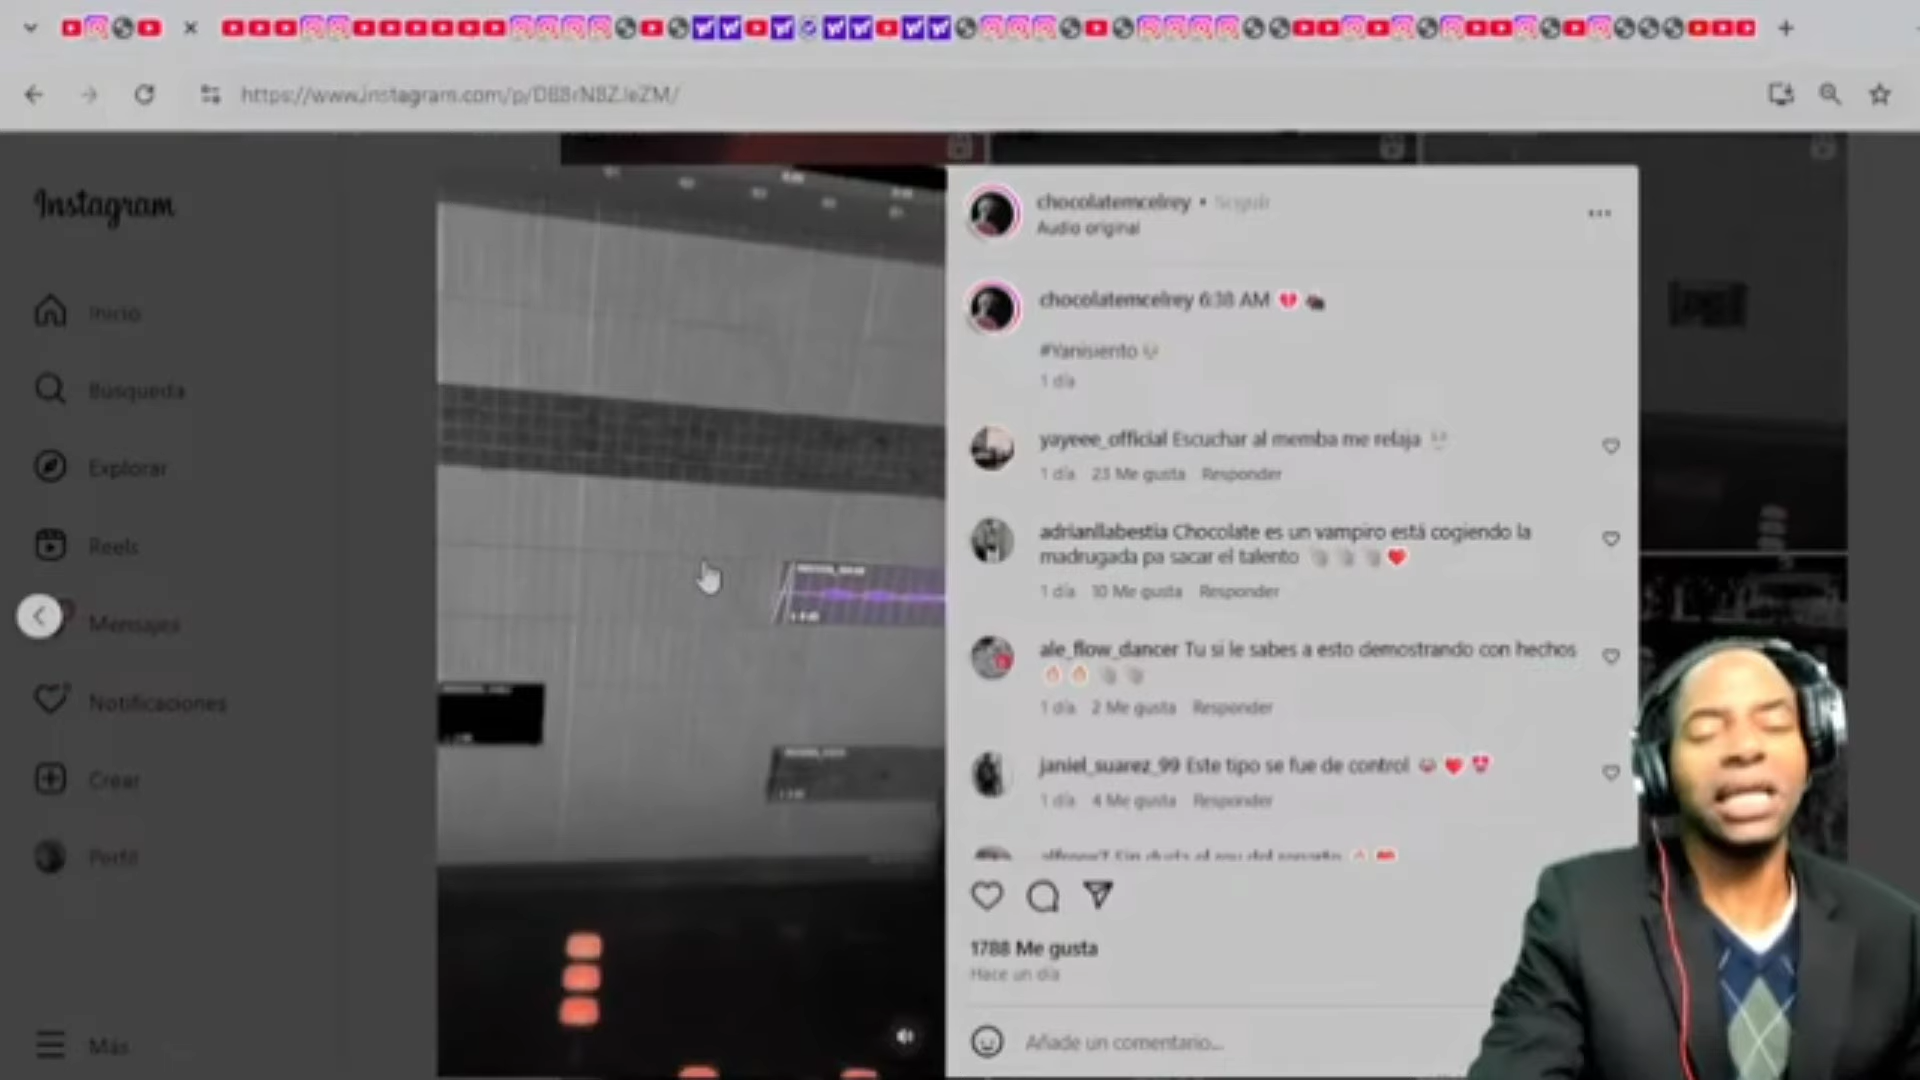 https://www.instagram.com/p/
Instagram
Inicio
Búsqueda
Explorar
Reels
Mensajes
Notificaciones
Crear
Perfil
Más
chocolatemcelrey • Seguir
Audio original
chocolatemcelrey 6:38 AM 💔
#Yanisiento
1 día
yayeee_official Escuchar al memba me relaja
1 día 23 Me gusta Responder
adrianllabestia Chocolate es un vampiro está cogiendo la
madrugada pa sacar el talento ❤️
1 día 10 Me gusta Responder
ale_flow_dancer Tu si le sabes a esto demostrando con hechos
🔥🔥
1 día 2 Me gusta Responder
janiel_suarez_99 Este tipo se fue de control
1 día 4 Me gusta Responder
1788 Me gusta
Hace un día
Añade un comentario...